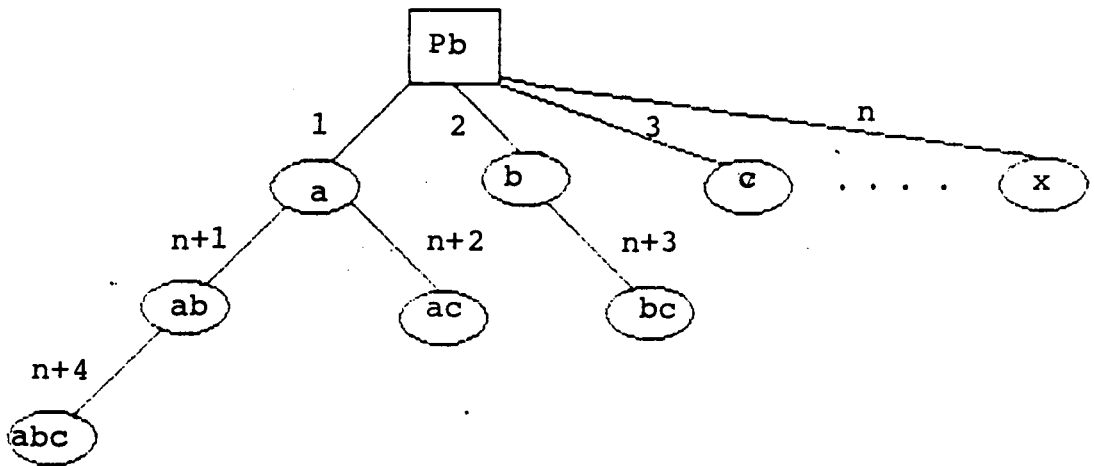 Pb
1 2 3 n
a b c . . . . x
n+1 n+2 n+3
ab ac bc
n+4
abc